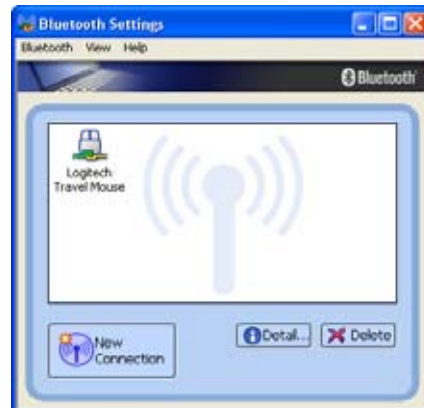 Bluetooth Settings
Bluetooth View Help
Bluetooth
Logitech
Travel Mouse
New
Connection
Detail...
Delete